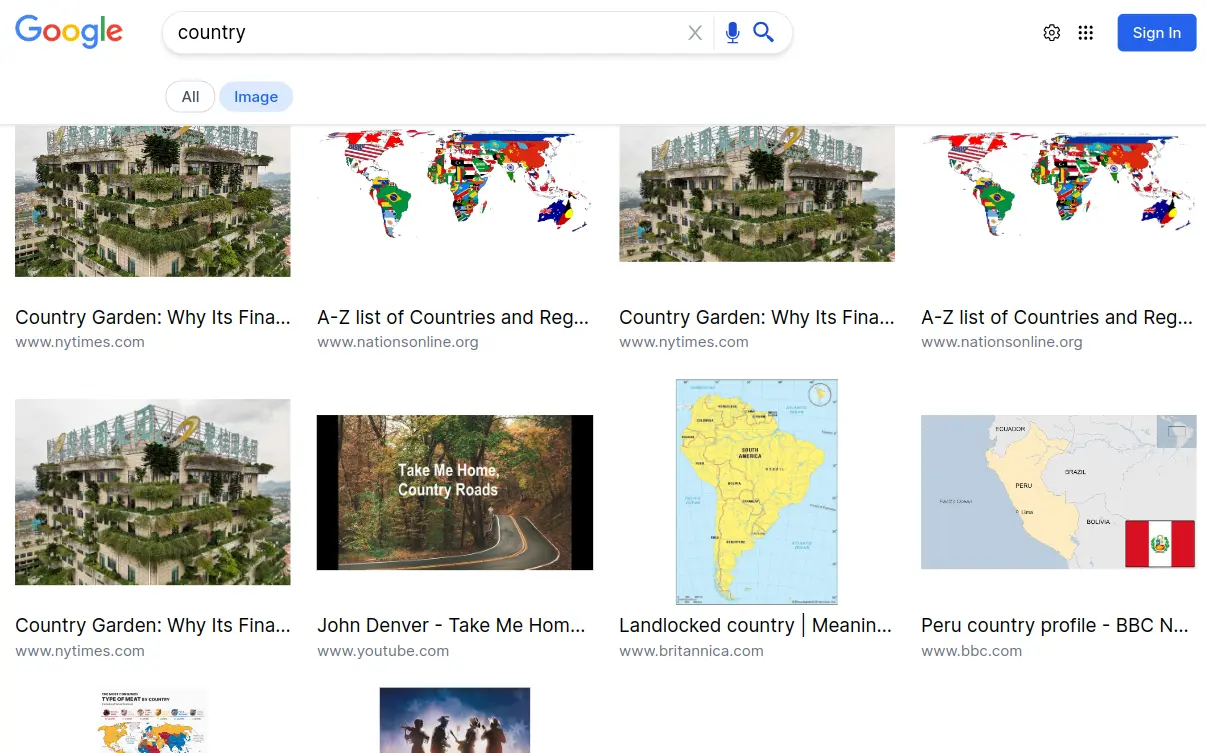 Google
country
Sign In
All
Image
Country Garden: Why Its Fina...
www.nytimes.com
A-Z list of Countries and Reg...
www.nationsonline.org
Country Garden: Why Its Fina...
www.nytimes.com
A-Z list of Countries and Reg...
www.nationsonline.org
Take Me Home,
Country Roads
SOUTH
AMERICA
ECUADOR
BRAZIL
PERU
Lima
BOLIVIA
Pacific Ocean
Country Garden: Why Its Fina...
www.nytimes.com
John Denver - Take Me Hom...
www.youtube.com
Landlocked country | Meanin...
www.britannica.com
Peru country profile - BBC N...
www.bbc.com
TYPE OF MEAT BY COUNTRY